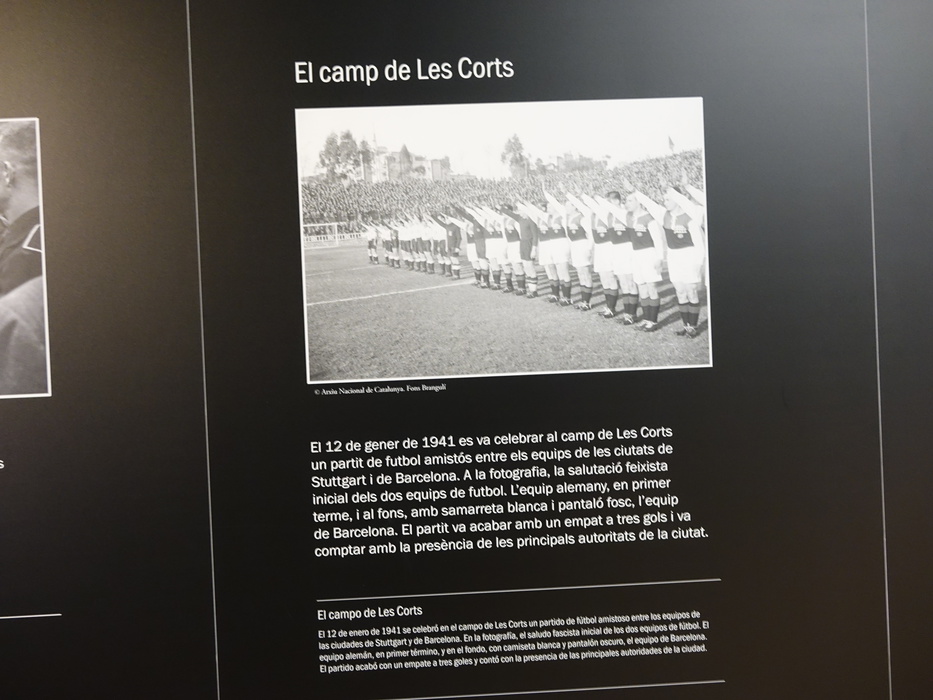 El camp de Les Corts
© Arxiu Nacional de Catalunya. Fons Brangulí
El 12 de gener de 1941 es va celebrar al camp de Les Corts
un partit de futbol amistós entre els equips de les ciutats de
Stuttgart i de Barcelona. A la fotografia, la salutació feixista
inicial dels dos equips de futbol. L'equip alemany, en primer
terme, i al fons, amb samarreta blanca i pantaló fosc, l'equip
de Barcelona. El partit va acabar amb un empat a tres gols i va
comptar amb la presència de les principals autoritats de la ciutat.
El campo de Les Corts
El 12 de enero de 1941 se celebró en el campo de Les Corts un partido de fútbol amistoso entre los equipos de
las ciudades de Stuttgart y de Barcelona. En la fotografía, el saludo fascista inicial de los dos equipos de fútbol. El
equipo alemán, en primer término, y en el fondo, con camiseta blanca y pantalón oscuro, el equipo de Barcelona.
El partido acabó con un empate a tres goles y contó con la presencia de las principales autoridades de la ciudad.